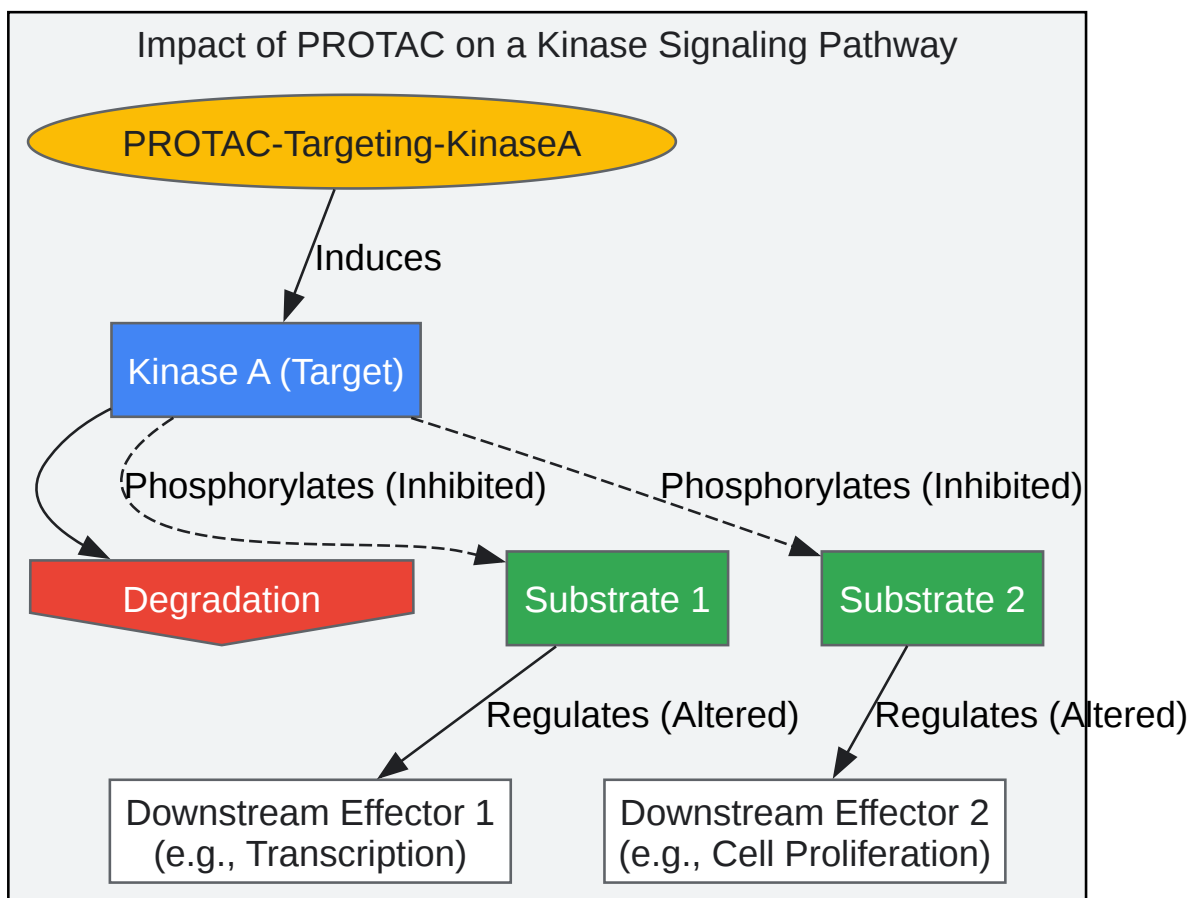 Impact of PROTAC on a Kinase Signaling Pathway
PROTAC-Targeting-KinaseA
Induces
Kinase A (Target)
Phosphorylates (Inhibited)
Phosphorylates (Inhibited)
Degradation
Substrate 1
Substrate 2
Regulates (Altered)
Regulates (Altered)
Downstream Effector 1
(e.g., Transcription)
Downstream Effector 2
(e.g., Cell Proliferation)